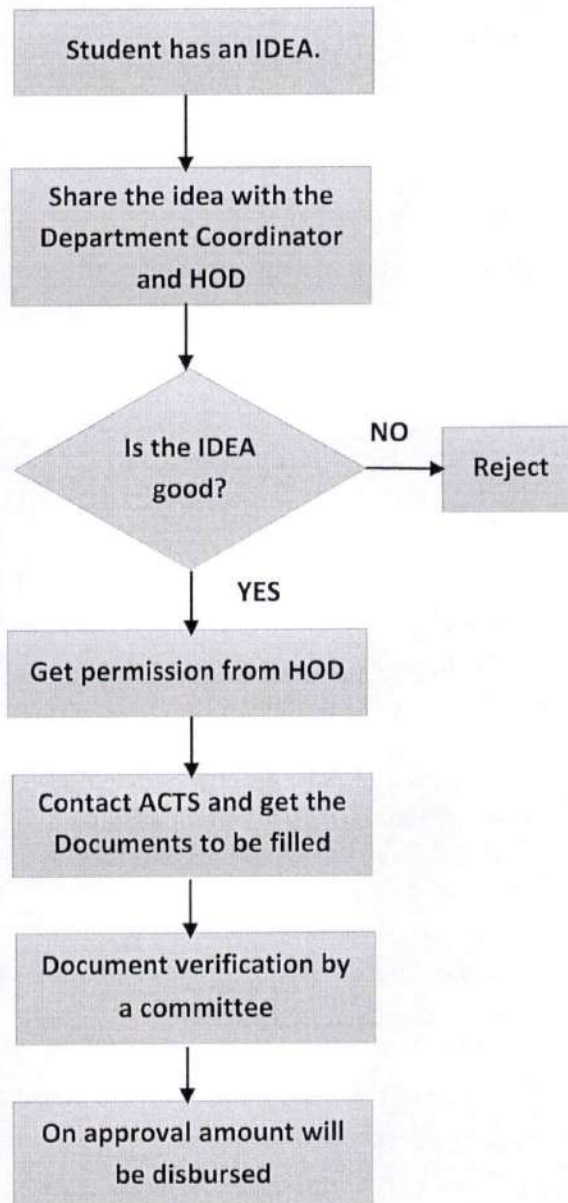 Student has an IDEA.
Share the idea with the
Department Coordinator
and HOD
Is the IDEA
good?
NO
Reject
YES
Get permission from HOD
Contact ACTS and get the
Documents to be filled
Document verification by
a committee
On approval amount will
be disbursed